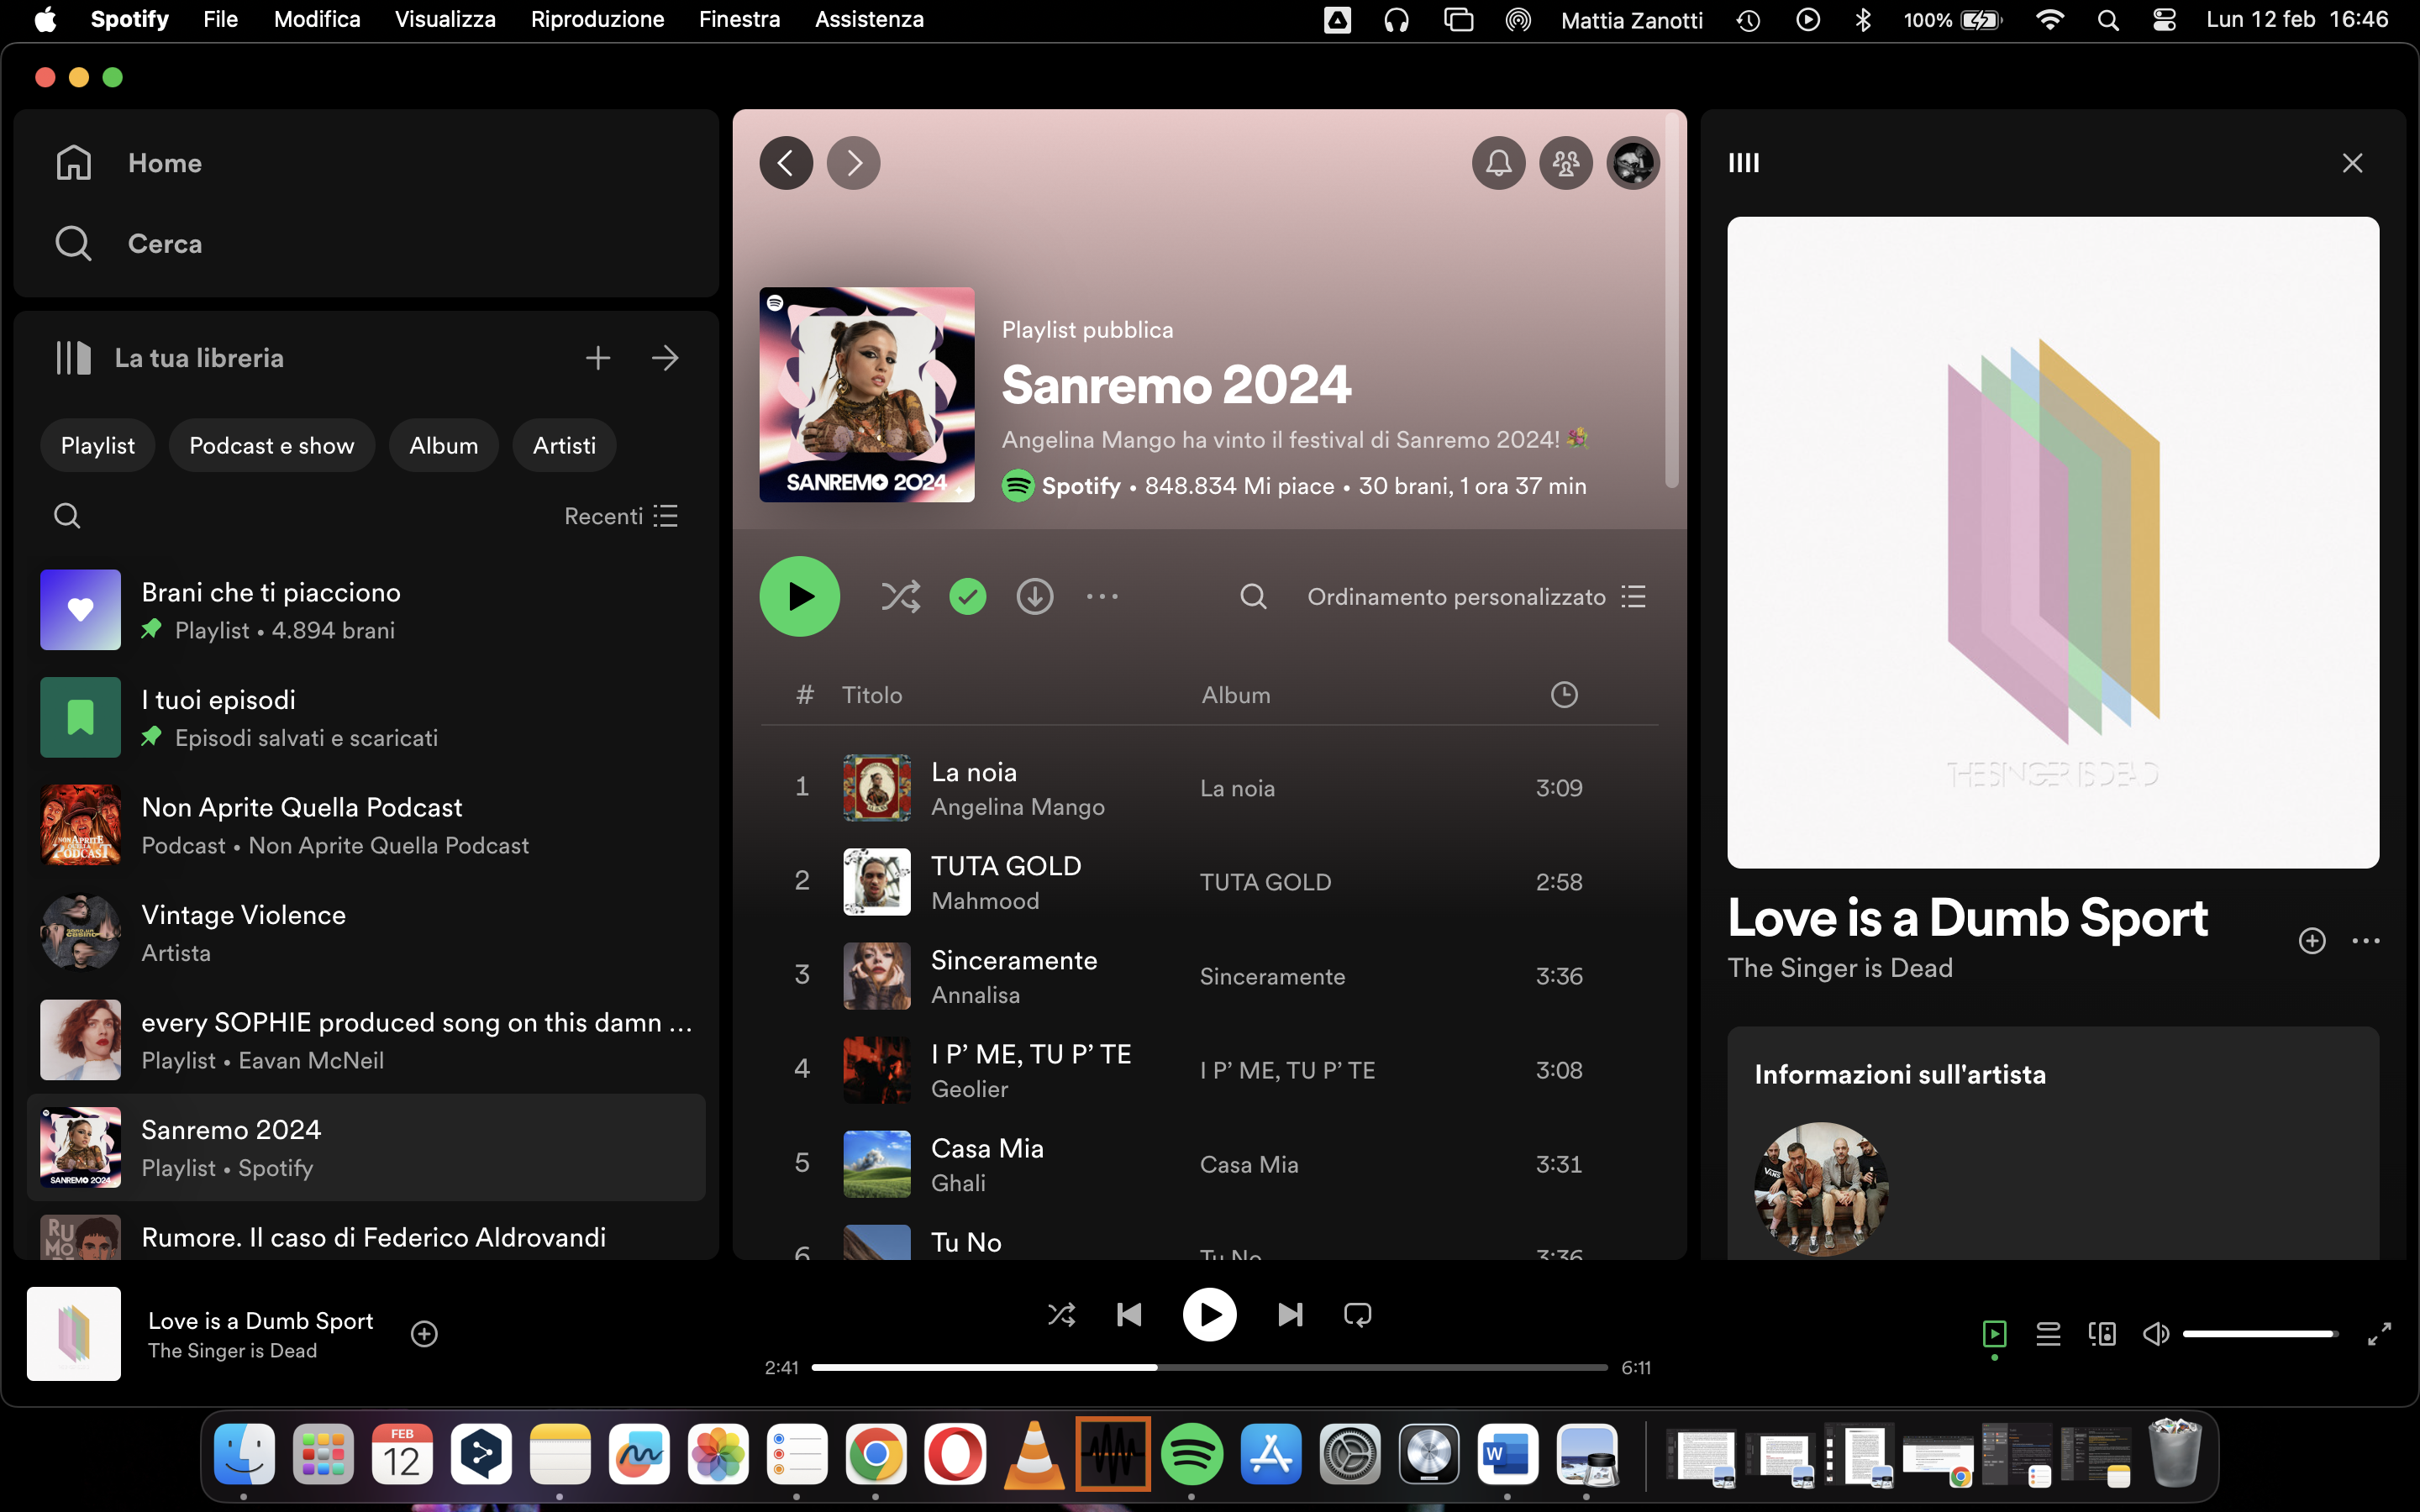 Spotify File Modifica Visualizza Riproduzione Finestra Assistenza
Mattia Zanotti 100% Lun 12 feb 16:46
Home
Cerca
La tua libreria
Playlist Podcast e show Album Artisti
Recenti
Brani che ti piacciono
Playlist • 4.894 brani
I tuoi episodi
Episodi salvati e scaricati
NON APRITE QUELLA PODCAST
Non Aprite Quella Podcast
Podcast • Non Aprite Quella Podcast
Vintage Violence
Artista
every SOPHIE produced song on this damn ...
Playlist • Eavan McNeil
SANREMO 2024
Sanremo 2024
Playlist • Spotify
RUMORE
Rumore. Il caso di Federico Aldrovandi
SANREMO 2024
Playlist pubblica
Sanremo 2024
Angelina Mango ha vinto il festival di Sanremo 2024! 💐
Spotify • 848.834 Mi piace • 30 brani, 1 ora 37 min
Ordinamento personalizzato
# Titolo Album
1 La noia La noia 3:09
Angelina Mango
2 TUTA GOLD TUTA GOLD 2:58
Mahmood
3 Sinceramente Sinceramente 3:36
Annalisa
4 I P’ ME, TU P’ TE I P’ ME, TU P’ TE 3:08
Geolier
5 Casa Mia Casa Mia 3:31
Ghali
6 Tu No Tu No 3:36
THE SINGER IS DEAD
Love is a Dumb Sport
The Singer is Dead
Informazioni sull'artista
VANS
Love is a Dumb Sport
The Singer is Dead
2:41 6:11
FEB
12
W